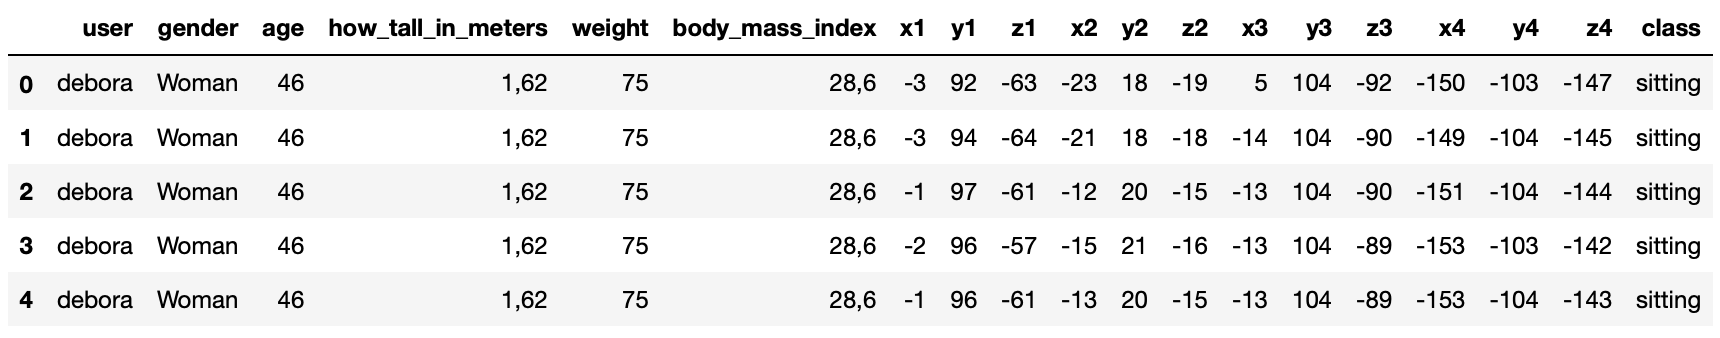 user gender age how_tall_in_meters weight body_mass_index x1 y1 z1 x2 y2 z2 x3 y3 z3 x4 y4 z4 class
0 debora Woman 46 1,62 75 28,6 -3 92 -63 -23 18 -19 5 104 -92 -150 -103 -147 sitting
1 debora Woman 46 1,62 75 28,6 -3 94 -64 -21 18 -18 -14 104 -90 -149 -104 -145 sitting
2 debora Woman 46 1,62 75 28,6 -1 97 -61 -12 20 -15 -13 104 -90 -151 -104 -144 sitting
3 debora Woman 46 1,62 75 28,6 -2 96 -57 -15 21 -16 -13 104 -89 -153 -103 -142 sitting
4 debora Woman 46 1,62 75 28,6 -1 96 -61 -13 20 -15 -13 104 -89 -153 -104 -143 sitting